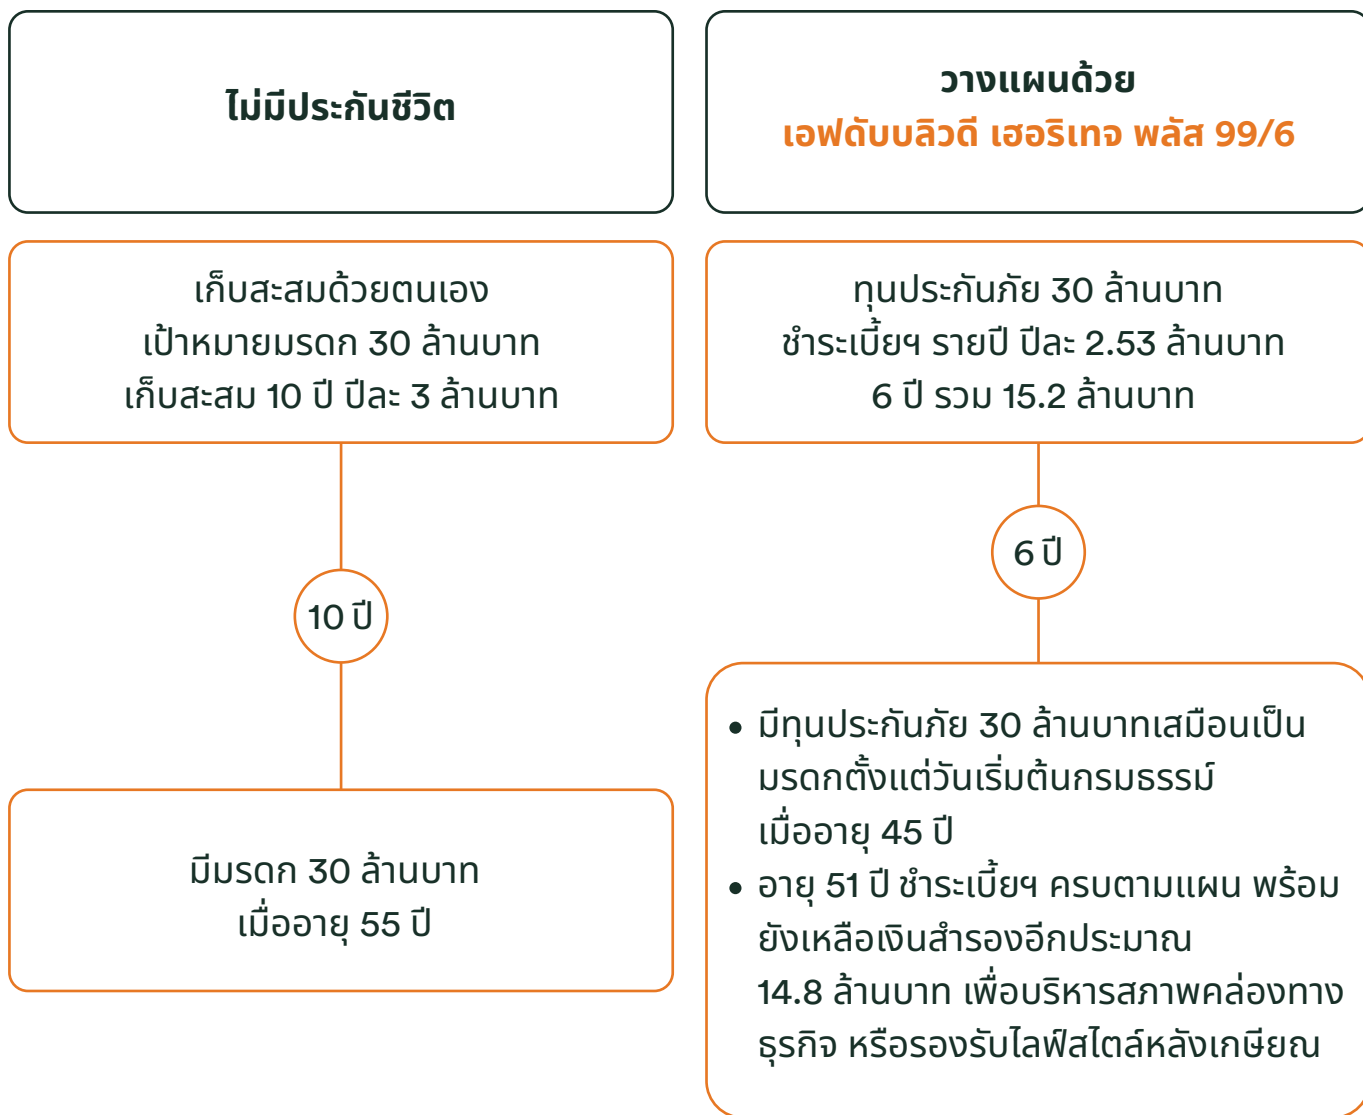 ไม่มีประกันชีวิต
วางแผนด้วย
เอฟดับบลิวดี เฮอริเทจ พลัส 99/6
เก็บสะสมด้วยตนเอง
เป้าหมายมรดก 30 ล้านบาท
เก็บสะสม 10 ปี ปีละ 3 ล้านบาท
ทุนประกันภัย 30 ล้านบาท
ชำระเบี้ยฯ รายปี ปีละ 2.53 ล้านบาท
6 ปี รวม 15.2 ล้านบาท
10 ปี
6 ปี
มีมรดก 30 ล้านบาท
เมื่ออายุ 55 ปี
• มีทุนประกันภัย 30 ล้านบาทเสมือนเป็น
มรดกตั้งแต่วันเริ่มต้นกรมธรรม์
เมื่ออายุ 45 ปี
• อายุ 51 ปี ชำระเบี้ยฯ ครบตามแผน พร้อม
ยังเหลือเงินสำรองอีกประมาณ
14.8 ล้านบาท เพื่อบริหารสภาพคล่องทาง
ธุรกิจ หรือรองรับไลฟ์สไตล์หลังเกษียณ